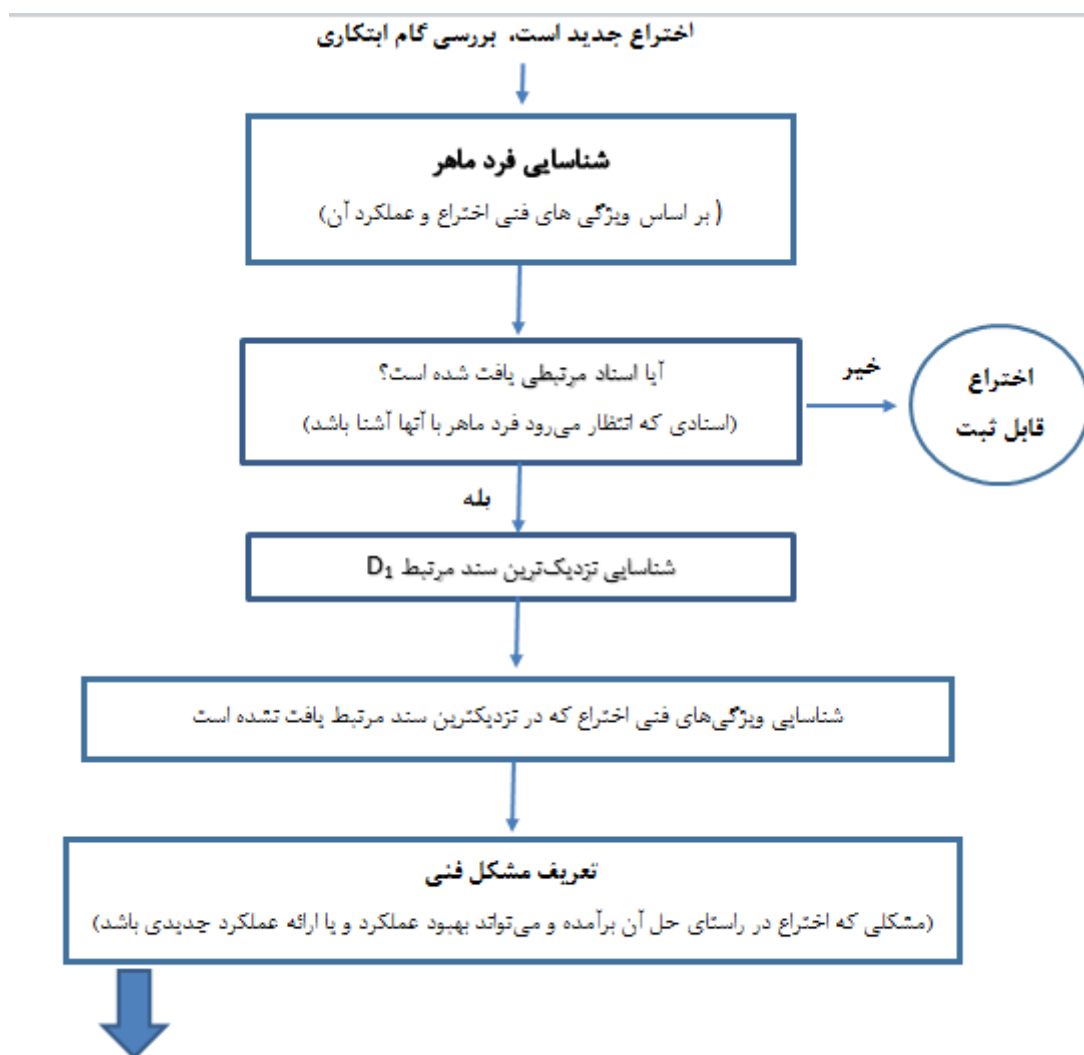 اختراع جدید است، بررسی گام ابتکاری
شناسایی فرد ماهر
(بر اساس ویژگی های فنی اختراع و عملکرد آن)
آیا اسناد مرتبطی یافت شده است؟
(اسنادی که انتظار می‌رود فرد ماهر با آنها آشنا باشد)
خیر
اختراع
قابل ثبت
بله
شناسایی نزدیک‌ترین سند مرتبط D₁
شناسایی ویژگی‌های فنی اختراع که در نزدیکترین سند مرتبط یافت نشده است
تعریف مشکل فنی
(مشکلی که اختراع در راستای حل آن برآمده و می‌تواند بهبود عملکرد و یا ارائه عملکرد جدیدی باشد)